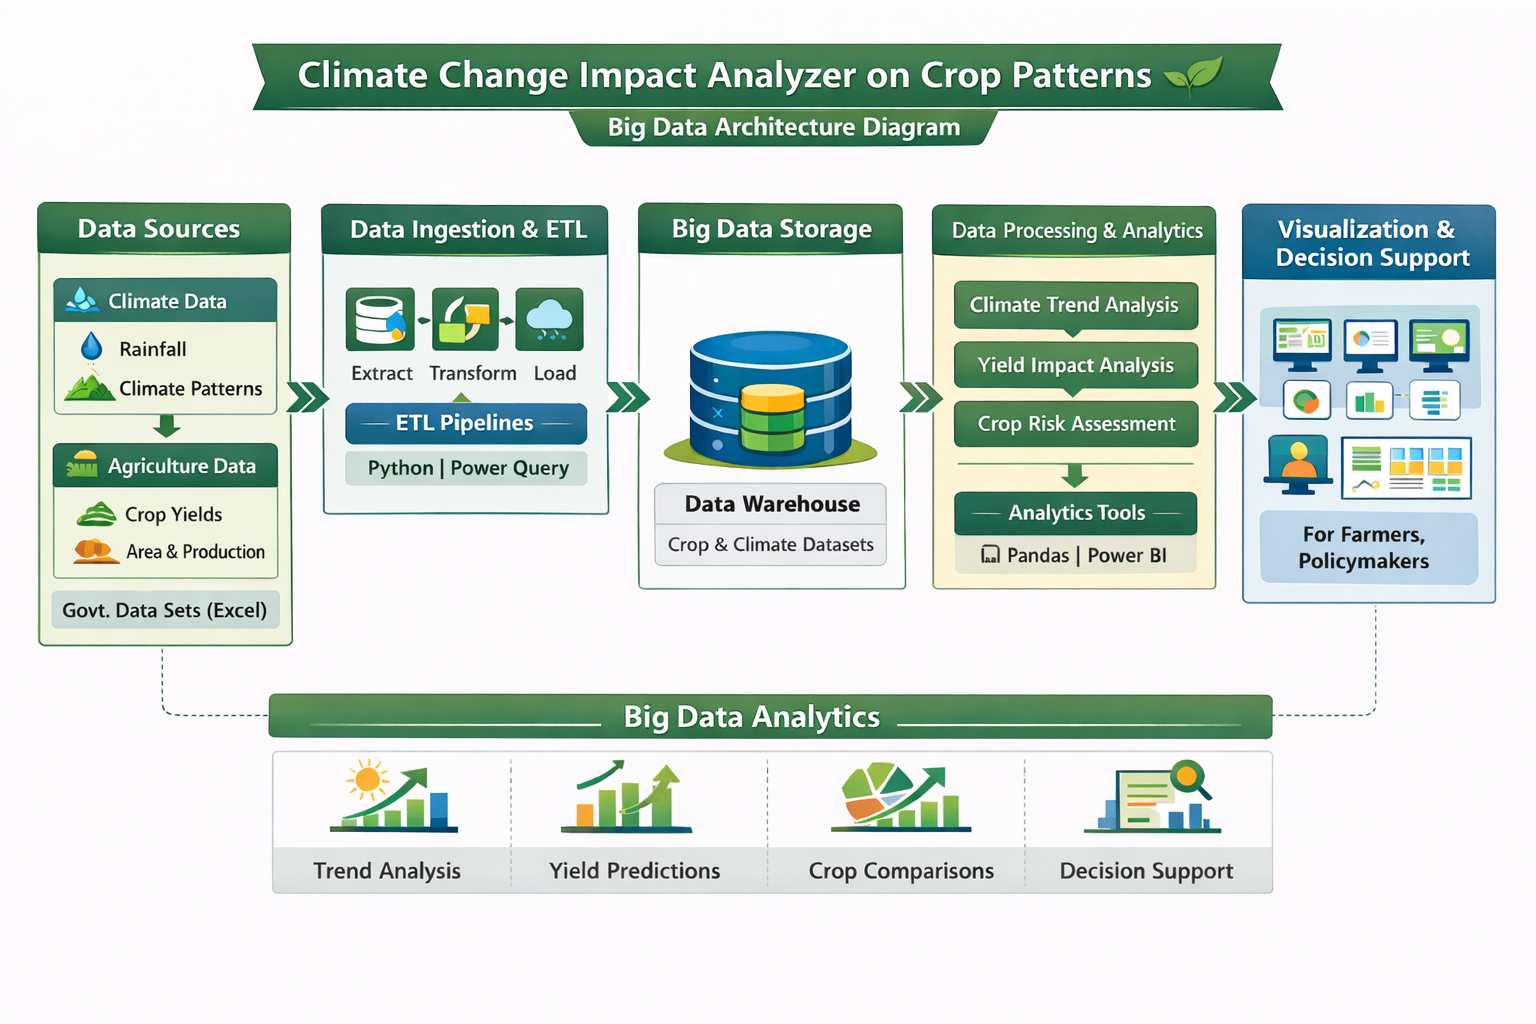 Climate Change Impact Analyzer on Crop Patterns
Big Data Architecture Diagram
Data Sources
Climate Data
Rainfall
Climate Patterns
Agriculture Data
Crop Yields
Area & Production
Govt. Data Sets (Excel)
Data Ingestion & ETL
Extract Transform Load
ETL Pipelines
Python | Power Query
Big Data Storage
Data Warehouse
Crop & Climate Datasets
Data Processing & Analytics
Climate Trend Analysis
Yield Impact Analysis
Crop Risk Assessment
Analytics Tools
Pandas | Power BI
Visualization &
Decision Support
For Farmers,
Policymakers
Big Data Analytics
Trend Analysis
Yield Predictions
Crop Comparisons
Decision Support